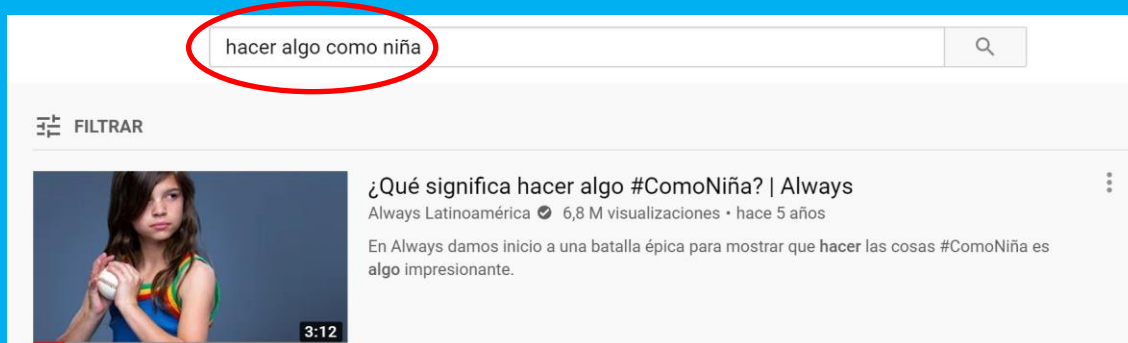 hacer algo como niña
FILTRAR
¿Qué significa hacer algo #ComoNiña? | Always
Always Latinoamérica 6,8 M visualizaciones • hace 5 años
En Always damos inicio a una batalla épica para mostrar que hacer las cosas #ComoNiña es
algo impresionante.
3:12